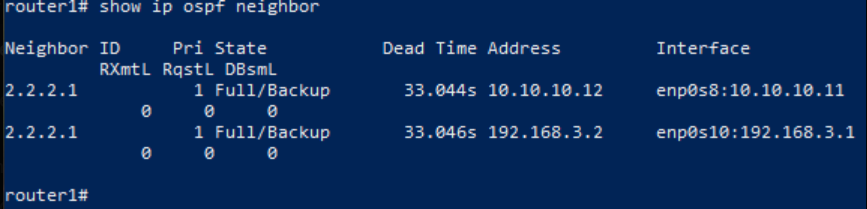 router1# show ip ospf neighbor
Neighbor ID     Pri State           Dead Time Address         Interface
RXmtL RqstL DBsmL
2.2.2.1           1 Full/Backup       33.044s 10.10.10.12     enp0s8:10.10.10.11
0     0     0
2.2.2.1           1 Full/Backup       33.046s 192.168.3.2     enp0s10:192.168.3.1
0     0     0
router1#